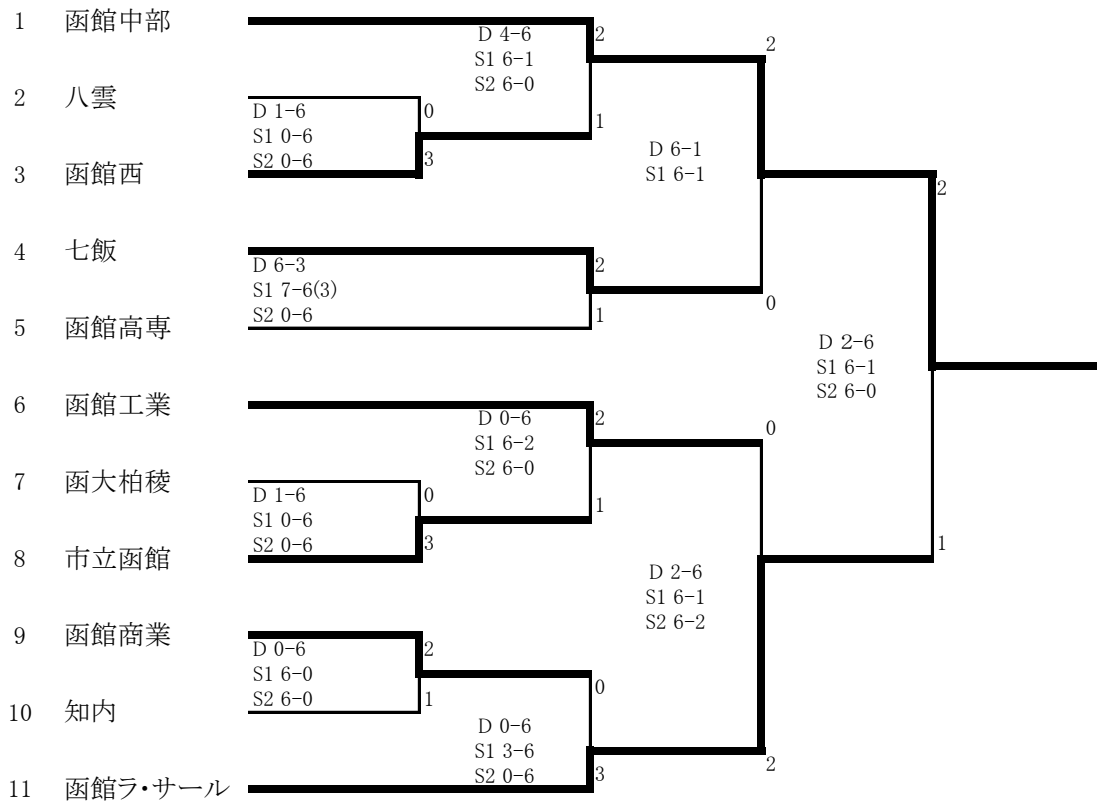 1 函館中部
2
D 4-6
2
S1 6-1
S2 6-0
2 八雲
D 1-6
0
1
S1 0-6
D 6-1
S2 0-6
3
3 函館西
S1 6-1
2
4 七飯
D 6-3
2
S1 7-6(3)
0
S2 0-6
1
5 函館高専
D 2-6
S1 6-1
S2 6-0
6 函館工業
D 0-6
2
0
S1 6-2
S2 6-0
7 函大柏稜
D 1-6
0
1
S1 0-6
S2 0-6
3
1
8 市立函館
D 2-6
S1 6-1
S2 6-2
9 函館商業
D 0-6
2
S1 6-0
0
S2 6-0
1
10 知内
D 0-6
S1 3-6
2
S2 0-6
3
11 函館ラ・サール